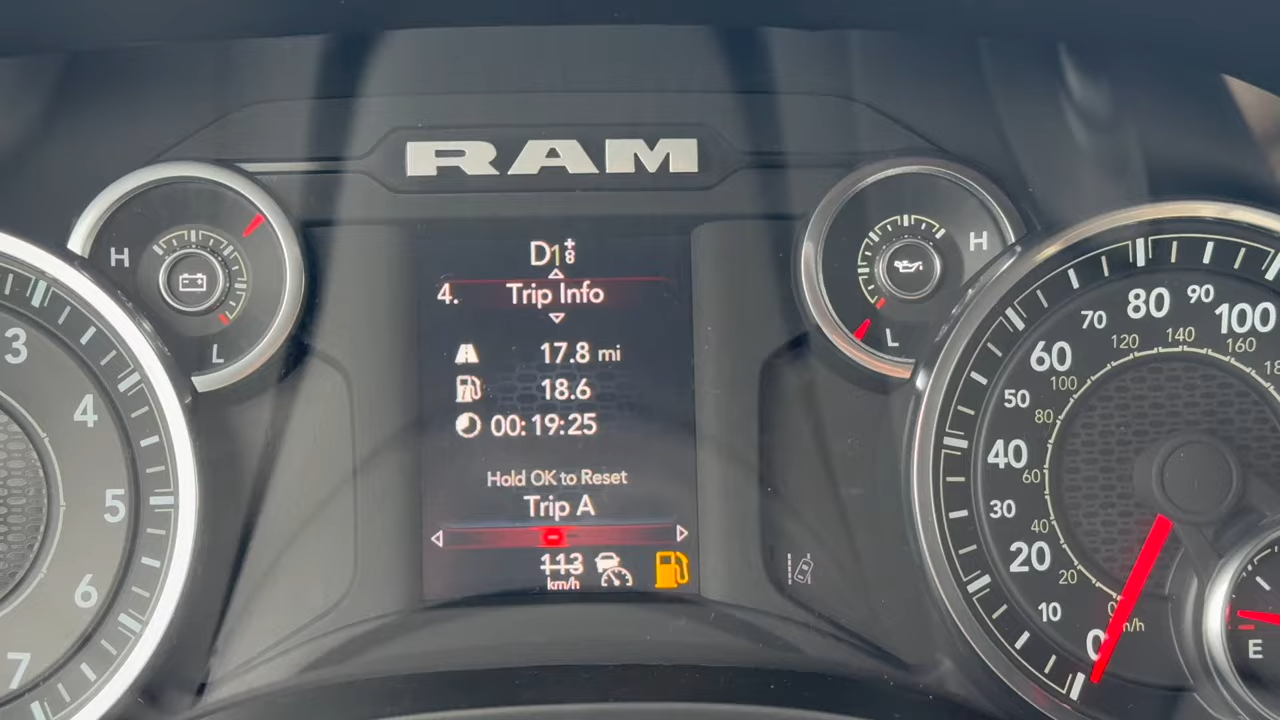 RAM
D1 + 8
4. Trip Info
17.8 mi
18.6
00:19:25
Hold OK to Reset
Trip A
113
km/h
H
L
H
L
3
4
5
6
7
0
10
20
30
40
50
60
70
80
90
100
20
40
60
80
100
120
140
160
E